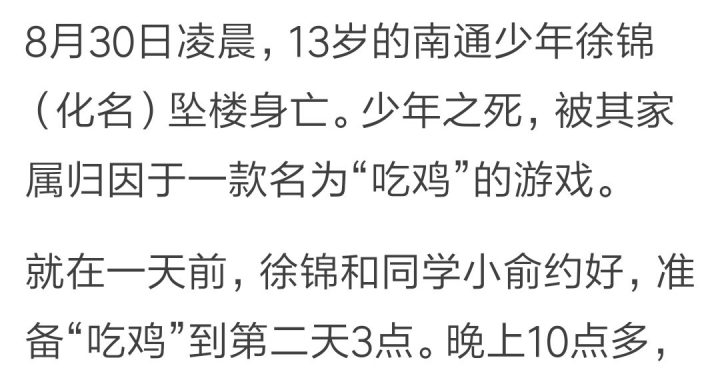 8月30日凌晨，13岁的南通少年徐锦
（化名）坠楼身亡。少年之死，被其家
属归因于一款名为“吃鸡”的游戏。
就在一天前，徐锦和同学小俞约好，准
备“吃鸡”到第二天3点。晚上10点多，